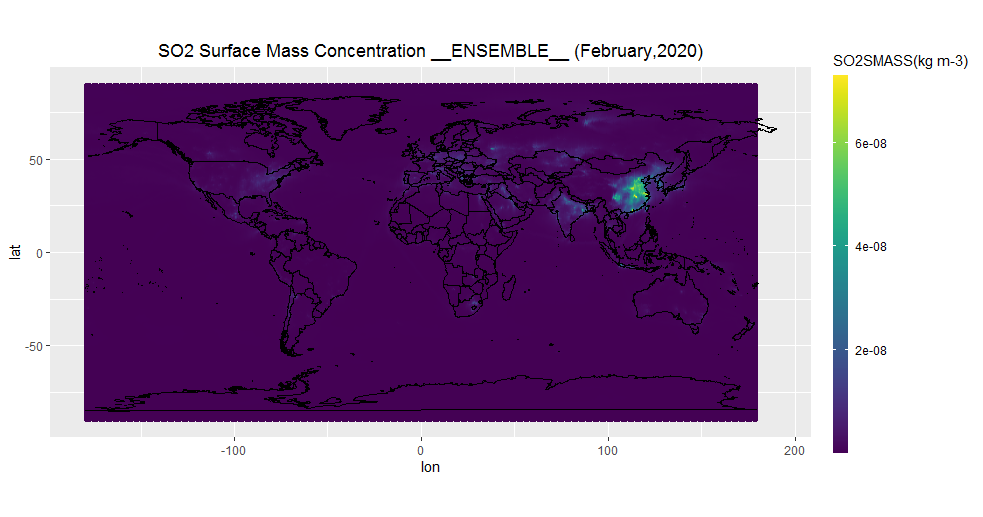 SO2 Surface Mass Concentration __ENSEMBLE__ (February,2020)
SO2SMASS(kg m-3)
6e-08
4e-08
2e-08
lat
50
0
-50
-100
0
100
200
lon